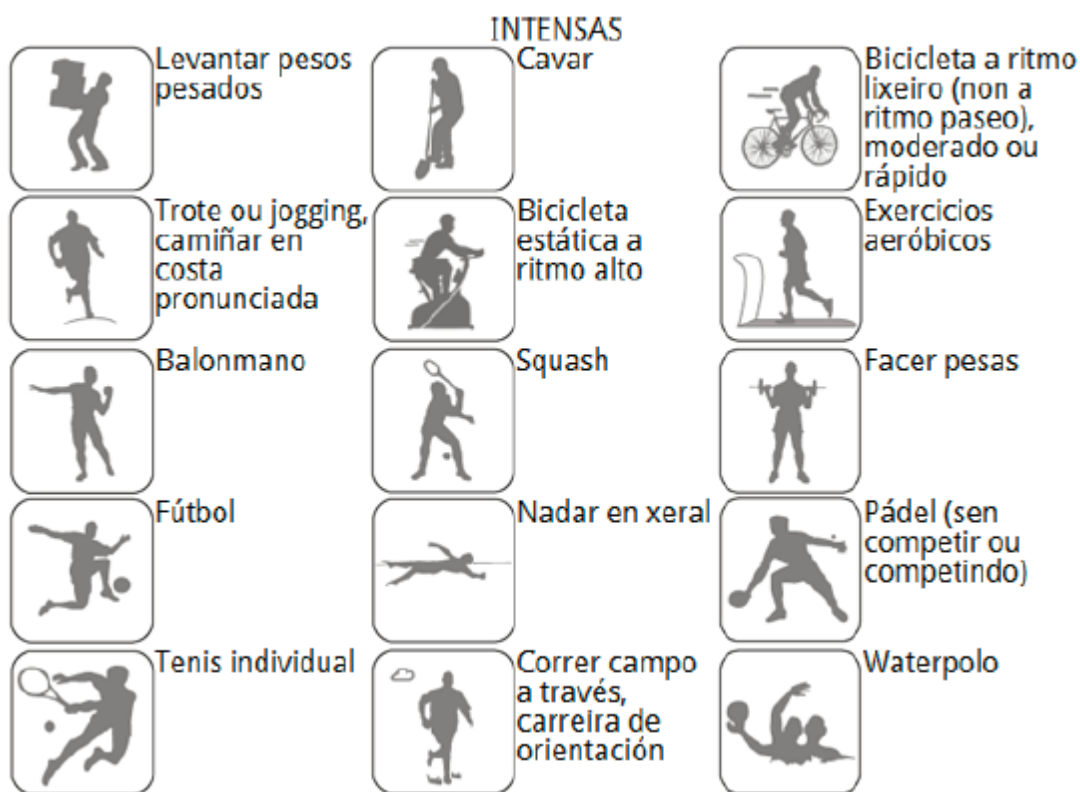 INTENSAS
Levantar pesos
pesados
Cavar
Bicicleta a ritmo
lixeiro (non a
ritmo paseo),
moderado ou
rápido
Trote ou jogging,
camiñar en
costa
pronunciada
Bicicleta
estática a
ritmo alto
Exercicios
aeróbicos
Balonmano
Squash
Facer pesas
Fútbol
Nadar en xeral
Pádel (sen
competir ou
competindo)
Tenis individual
Correr campo
a través,
carreira de
orientación
Waterpolo